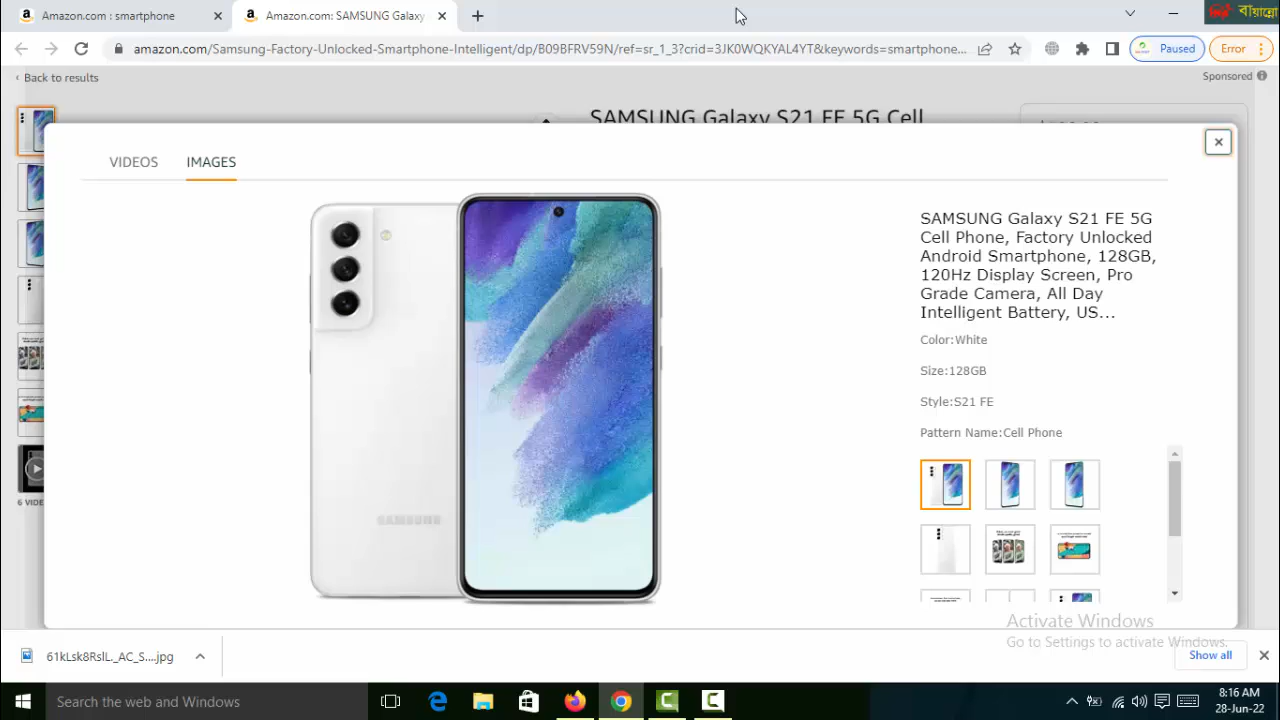 Amazon.com : smartphone
Amazon.com: SAMSUNG Galaxy
বায়ান্নো
amazon.com/Samsung-Factory-Unlocked-Smartphone-Intelligent/dp/B09BFRV59N/ref=sr_1_3?crid=3JK0WQKYAL4YT&keywords=smartphone...
Paused
Error
Back to results
Sponsored
SAMSUNG Galaxy S21 FE 5G Cell
VIDEOS
IMAGES
SAMSUNG Galaxy S21 FE 5G
Cell Phone, Factory Unlocked
Android Smartphone, 128GB,
120Hz Display Screen, Pro
Grade Camera, All Day
Intelligent Battery, US...
Color:White
Size:128GB
Style:S21 FE
Pattern Name:Cell Phone
SAMSUNG
6 VIDE
Activate Windows
Go to Settings to activate Windows.
61kLsk8RslL._AC_S....jpg
Show all
Search the web and Windows
8:16 AM
28-Jun-22